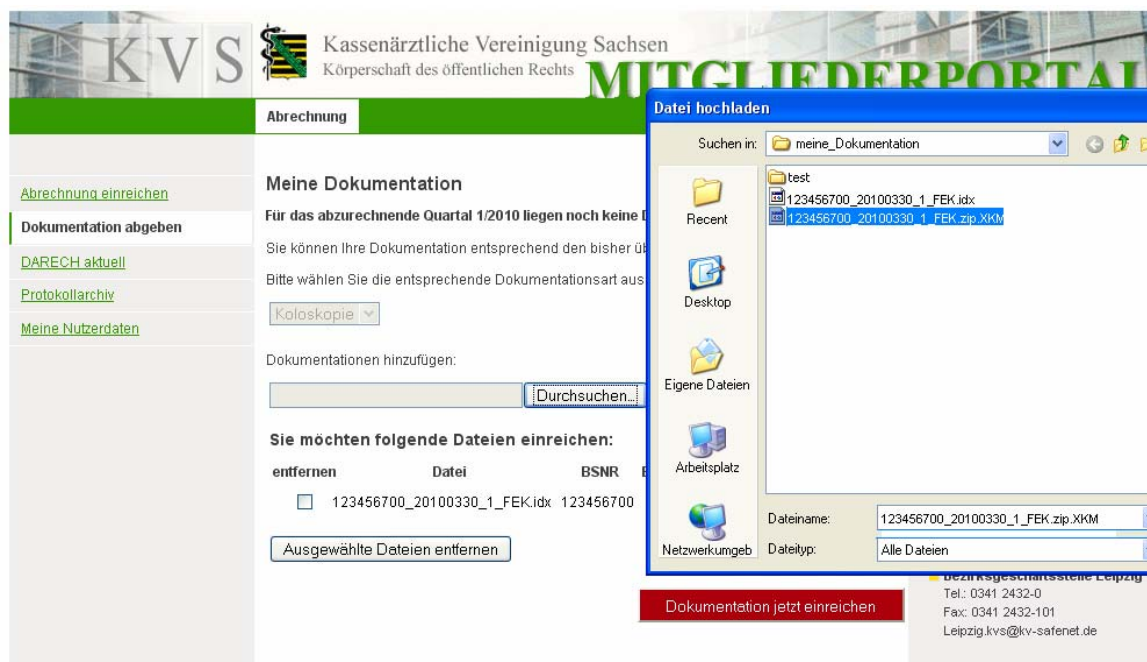 KVS
Kassenärztliche Vereinigung Sachsen
Körperschaft des öffentlichen Rechts
MITGLIEDERPORTAL
Abrechnung
Abrechnung einreichen
Dokumentation abgeben
DARECH aktuell
Protokollarchiv
Meine Nutzerdaten
Meine Dokumentation
Für das abzurechnende Quartal 1/2010 liegen noch keine
Sie können Ihre Dokumentation entsprechend den bisher
Bitte wählen Sie die entsprechende Dokumentationsart aus
Koloskopie
Dokumentationen hinzufügen:
Durchsuchen...
Sie möchten folgende Dateien einreichen:
entfernen Datei BSNR
123456700_20100330_1_FEK.idx 123456700
Ausgewählte Dateien entfernen
Dokumentation jetzt einreichen
Datei hochladen
Suchen in: meine_Dokumentation
Recent
Desktop
Eigene Dateien
Arbeitsplatz
Netzwerkumgeb
test
123456700_20100330_1_FEK.idx
123456700_20100330_1_FEK.zip.XKM
Dateiname: 123456700_20100330_1_FEK.zip.XKM
Dateityp: Alle Dateien
Bezirksgeschäftsstelle Leipzig
Tel.: 0341 2432-0
Fax: 0341 2432-101
Leipzig.kvs@kv-safenet.de